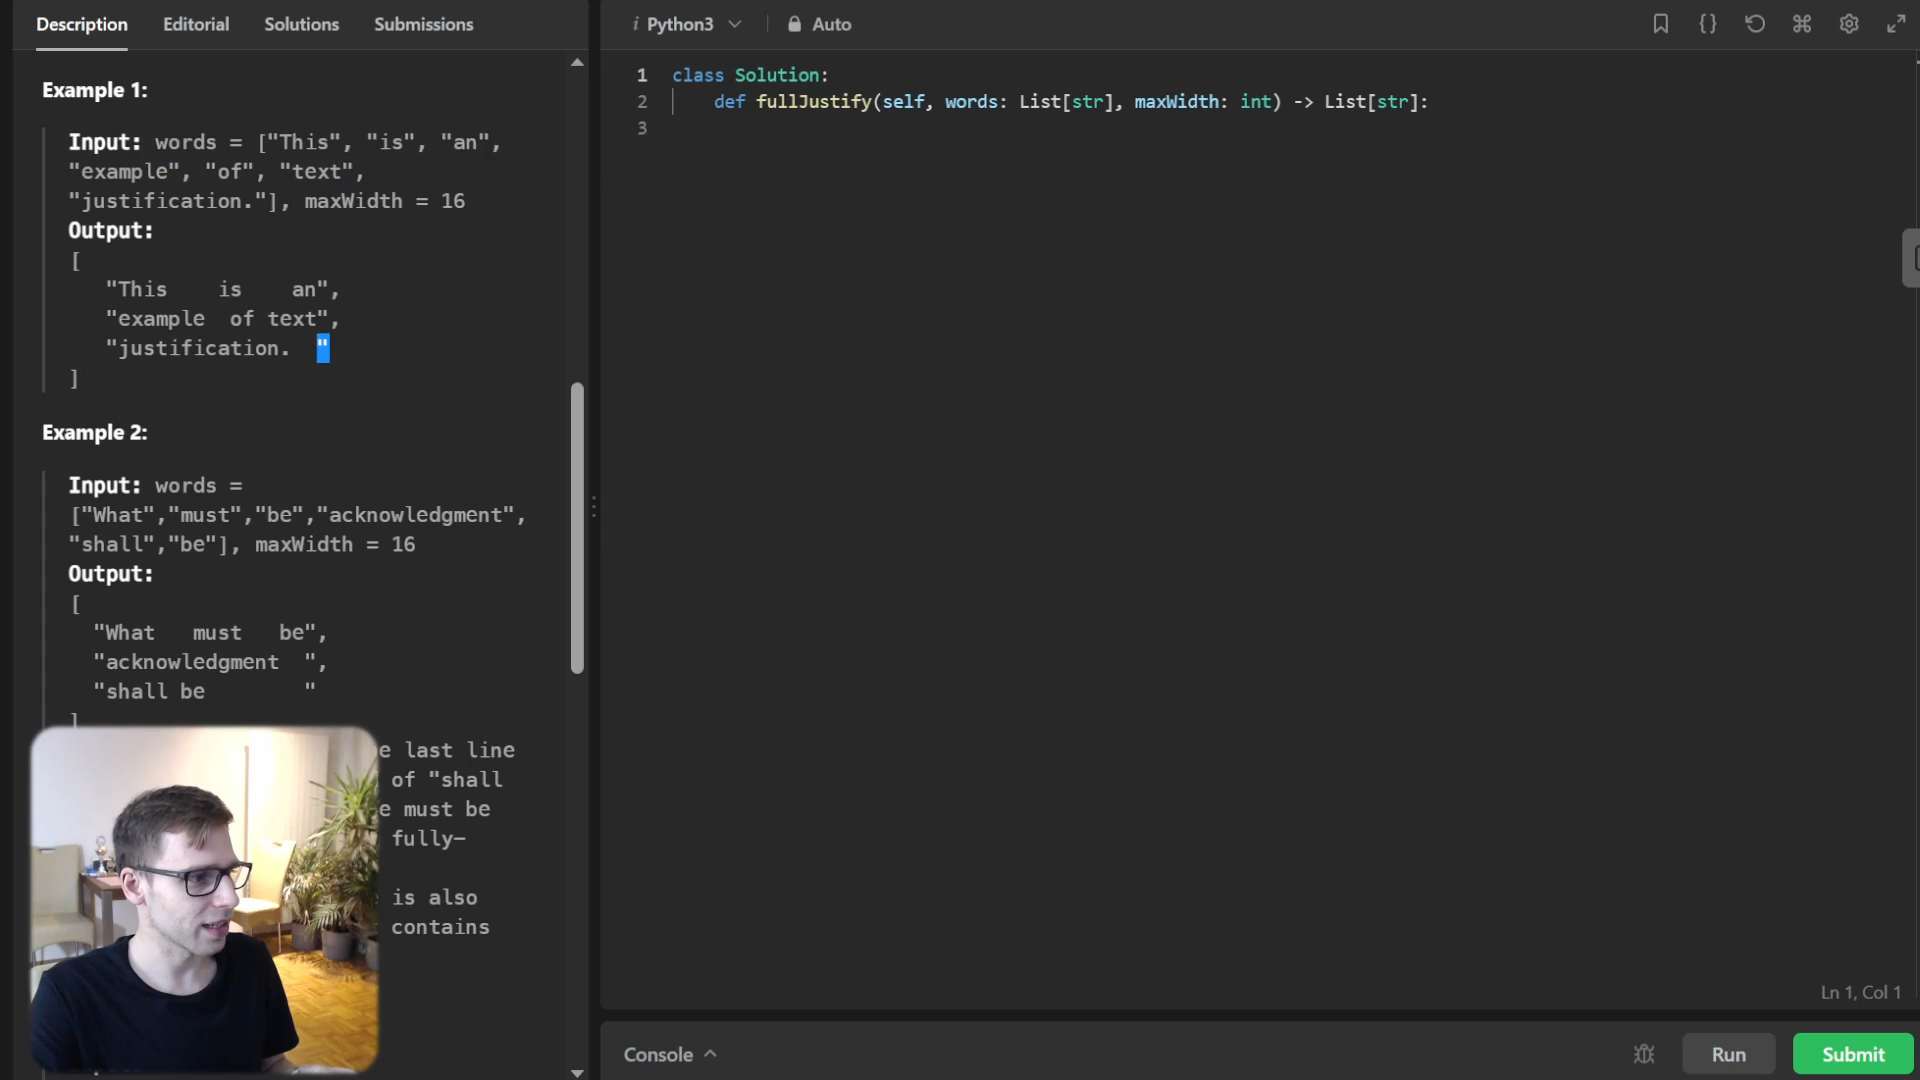 Description Editorial Solutions Submissions
Example 1:
Input: words = ["This", "is", "an",
"example", "of", "text",
"justification."], maxWidth = 16
Output:
[
"This    is    an",
"example  of text",
"justification.  "
]
Example 2:
Input: words =
["What","must","be","acknowledgment",
"shall","be"], maxWidth = 16
Output:
[
"What   must   be",
"acknowledgment  ",
"shall be        "
]
e last line
of "shall
e must be
fully-
is also
contains
i Python3 Auto
1 class Solution:
2 def fullJustify(self, words: List[str], maxWidth: int) -> List[str]:
3
Ln 1, Col 1
Console Run Submit